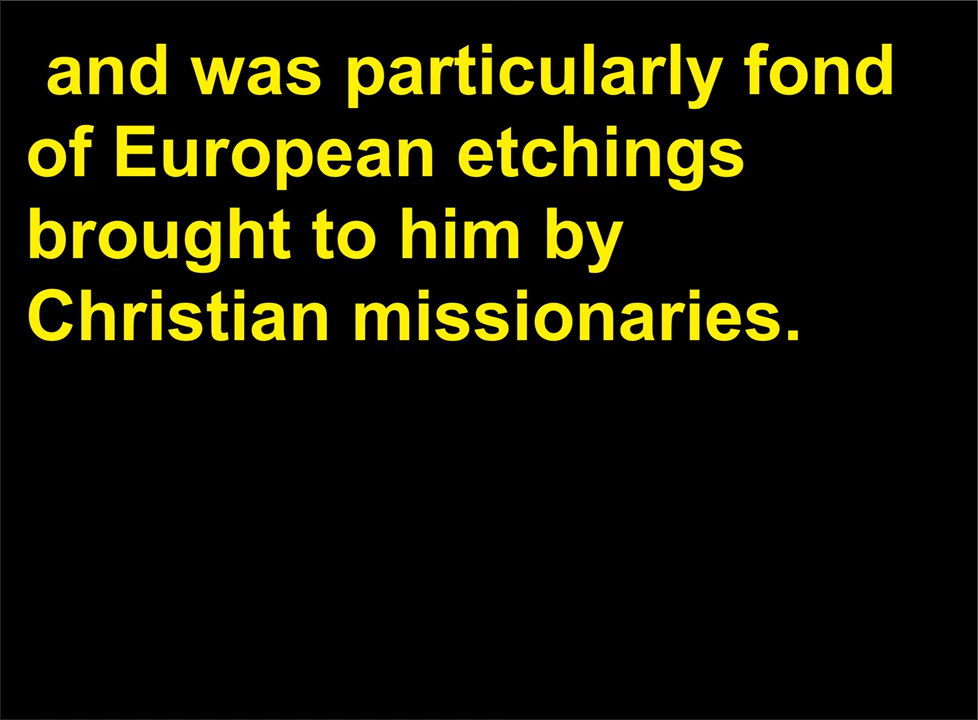 and was particularly fond
of European etchings
brought to him by
Christian missionaries.